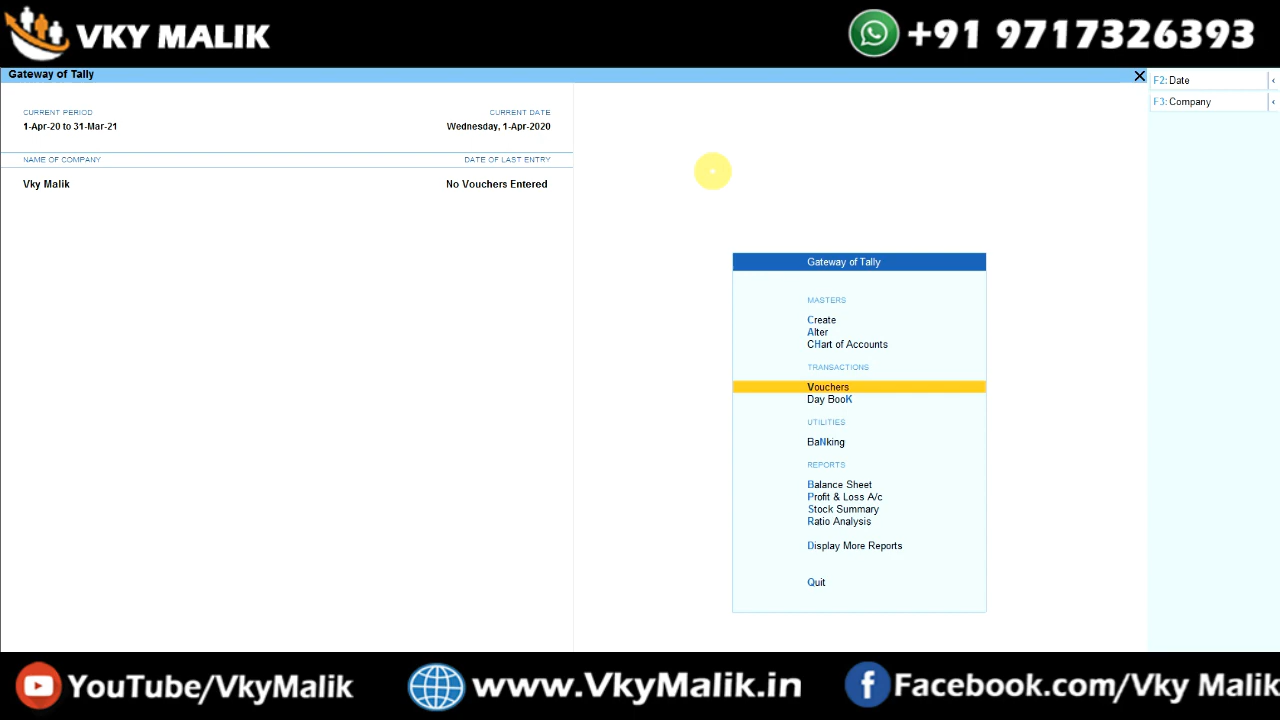 VKY MALIK
+91 9717326393
Gateway of Tally
F2: Date
F3: Company
CURRENT PERIOD CURRENT DATE
1-Apr-20 to 31-Mar-21 Wednesday, 1-Apr-2020
NAME OF COMPANY DATE OF LAST ENTRY
Vky Malik No Vouchers Entered
Gateway of Tally
MASTERS
Create
Alter
CHart of Accounts
TRANSACTIONS
Vouchers
Day BooK
UTILITIES
BaNking
REPORTS
Balance Sheet
Profit & Loss A/c
Stock Summary
Ratio Analysis
Display More Reports
Quit
YouTube/VkyMalik
www.VkyMalik.in
Facebook.com/Vky Malik